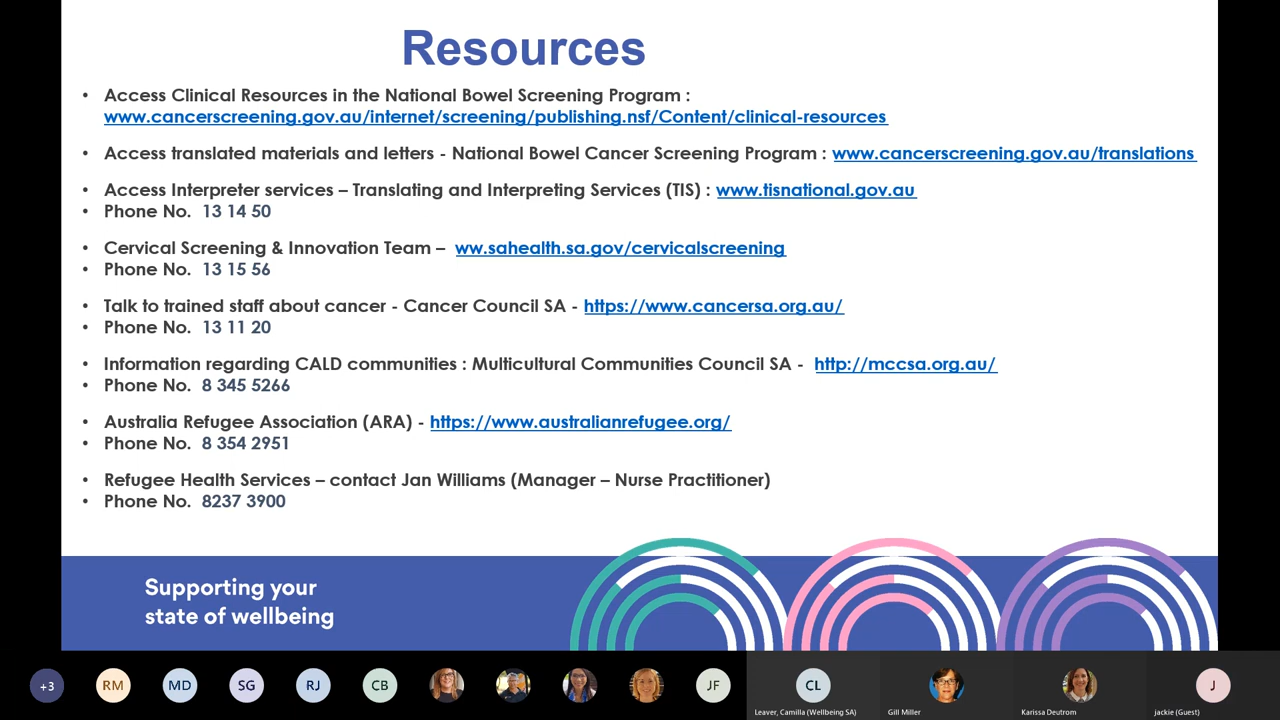 Resources
• Access Clinical Resources in the National Bowel Screening Program :
www.cancerscreening.gov.au/internet/screening/publishing.nsf/Content/clinical-resources
• Access translated materials and letters - National Bowel Cancer Screening Program : www.cancerscreening.gov.au/translations
• Access Interpreter services – Translating and Interpreting Services (TIS) : www.tisnational.gov.au
• Phone No. 13 14 50
• Cervical Screening & Innovation Team – ww.sahealth.sa.gov/cervicalscreening
• Phone No. 13 15 56
• Talk to trained staff about cancer - Cancer Council SA - https://www.cancersa.org.au/
• Phone No. 13 11 20
• Information regarding CALD communities : Multicultural Communities Council SA - http://mccsa.org.au/
• Phone No. 8 345 5266
• Australia Refugee Association (ARA) - https://www.australianrefugee.org/
• Phone No. 8 354 2951
• Refugee Health Services – contact Jan Williams (Manager – Nurse Practitioner)
• Phone No. 8237 3900
Supporting your
state of wellbeing
+3 RM MD SG RJ CB JF CL J
Leaver, Camilla (Wellbeing SA) Gill Miller Karissa Deutrom jackie (Guest)